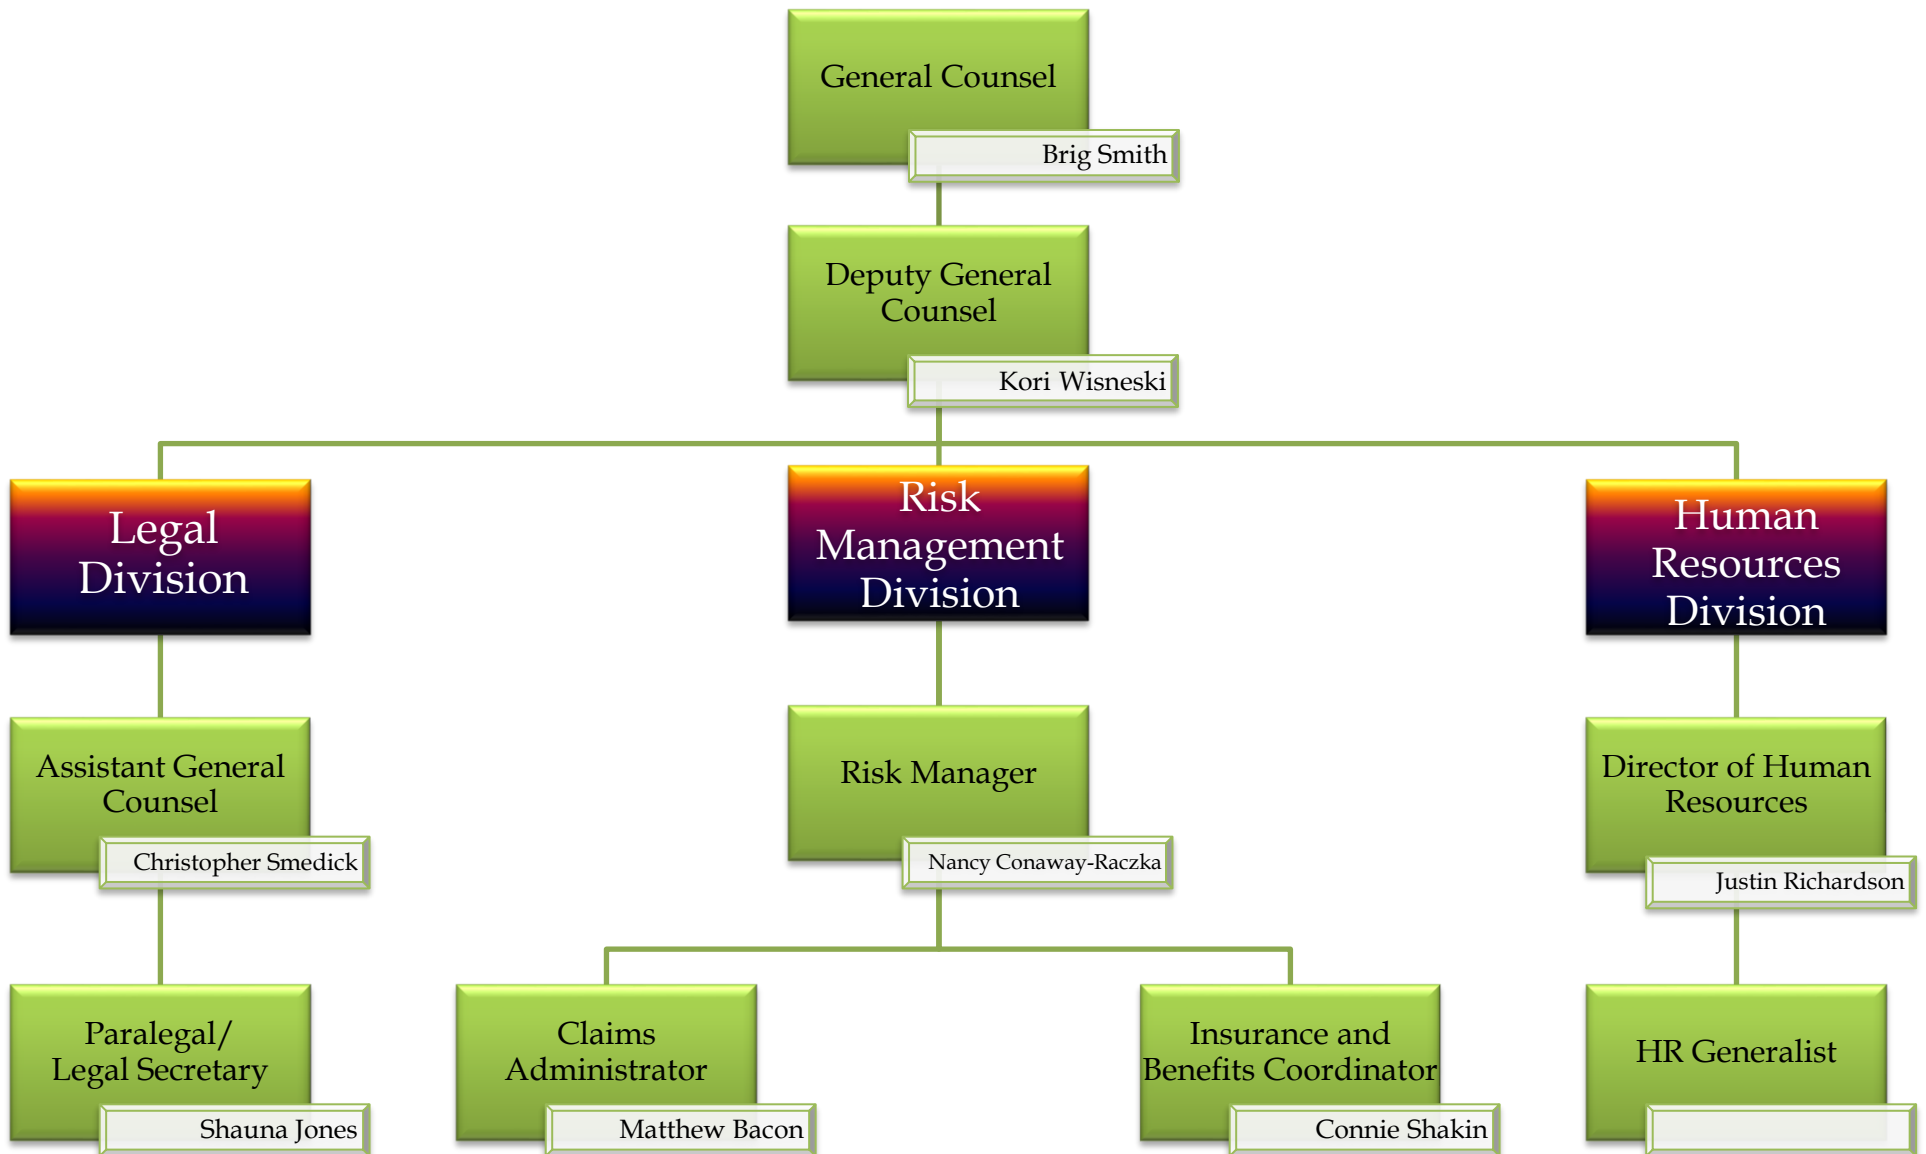 General Counsel
Brig Smith
Deputy General
Counsel
Kori Wisneski
Legal
Division
Risk
Management
Division
Human
Resources
Division
Assistant General
Counsel
Christopher Smedick
Risk Manager
Nancy Conaway-Raczka
Director of Human
Resources
Justin Richardson
Paralegal/
Legal Secretary
Shauna Jones
Claims
Administrator
Matthew Bacon
Insurance and
Benefits Coordinator
Connie Shakin
HR Generalist